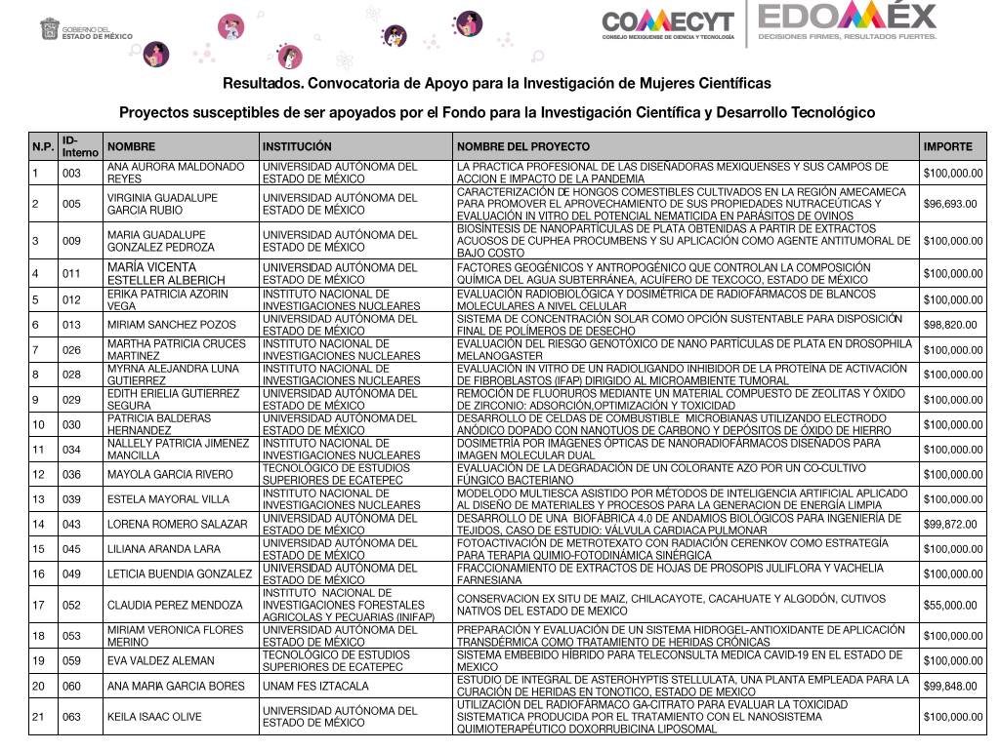 GOBIERNO DEL
ESTADO DE MÉXICO
COMECYT
CONSEJO MEXIQUENSE DE CIENCIA Y TECNOLOGÍA
EDOMÉX
DECISIONES FIRMES, RESULTADOS FUERTES.
Resultados. Convocatoria de Apoyo para la Investigación de Mujeres Científicas
Proyectos susceptibles de ser apoyados por el Fondo para la Investigación Científica y Desarrollo Tecnológico
N.P. ID-Interno NOMBRE INSTITUCIÓN NOMBRE DEL PROYECTO IMPORTE
1 003 ANA AURORA MALDONADO REYES UNIVERSIDAD AUTÓNOMA DEL ESTADO DE MÉXICO LA PRACTICA PROFESIONAL DE LAS DISEÑADORAS MEXIQUENSES Y SUS CAMPOS DE ACCION E IMPACTO DE LA PANDEMIA $100,000.00
2 005 VIRGINIA GUADALUPE GARCIA RUBIO UNIVERSIDAD AUTÓNOMA DEL ESTADO DE MÉXICO CARACTERIZACIÓN DE HONGOS COMESTIBLES CULTIVADOS EN LA REGIÓN AMECAMECA PARA PROMOVER EL APROVECHAMIENTO DE SUS PROPIEDADES NUTRACEÚTICAS Y EVALUACIÓN IN VITRO DEL POTENCIAL NEMATICIDA EN PARÁSITOS DE OVINOS $96,693.00
3 009 MARIA GUADALUPE GONZALEZ PEDROZA UNIVERSIDAD AUTÓNOMA DEL ESTADO DE MÉXICO BIOSÍNTESIS DE NANOPARTÍCULAS DE PLATA OBTENIDAS A PARTIR DE EXTRACTOS ACUOSOS DE CUPHEA PROCUMBENS Y SU APLICACIÓN COMO AGENTE ANTITUMORAL DE BAJO COSTO $100,000.00
4 011 MARÍA VICENTA ESTELLER ALBERICH UNIVERSIDAD AUTÓNOMA DEL ESTADO DE MÉXICO FACTORES GEOGÉNICOS Y ANTROPOGÉNICO QUE CONTROLAN LA COMPOSICIÓN QUÍMICA DEL AGUA SUBTERRÁNEA, ACUÍFERO DE TEXCOCO, ESTADO DE MÉXICO $100,000.00
5 012 ERIKA PATRICIA AZORIN VEGA INSTITUTO NACIONAL DE INVESTIGACIONES NUCLEARES EVALUACIÓN RADIOBIOLÓGICA Y DOSIMÉTRICA DE RADIOFÁRMACOS DE BLANCOS MOLECULARES A NIVEL CELULAR $100,000.00
6 013 MIRIAM SANCHEZ POZOS UNIVERSIDAD AUTÓNOMA DEL ESTADO DE MÉXICO SISTEMA DE CONCENTRACIÓN SOLAR COMO OPCIÓN SUSTENTABLE PARA DISPOSICIÓN FINAL DE POLÍMEROS DE DESECHO $98,820.00
7 026 MARTHA PATRICIA CRUCES MARTINEZ INSTITUTO NACIONAL DE INVESTIGACIONES NUCLEARES EVALUACIÓN DEL RIESGO GENOTÓXICO DE NANO PARTÍCULAS DE PLATA EN DROSOPHILA MELANOGASTER $100,000.00
8 028 MYRNA ALEJANDRA LUNA GUTIERREZ INSTITUTO NACIONAL DE INVESTIGACIONES NUCLEARES EVALUACIÓN IN VITRO DE UN RADIOLIGANDO INHIBIDOR DE LA PROTEÍNA DE ACTIVACIÓN DE FIBROBLASTOS (IFAP) DIRIGIDO AL MICROAMBIENTE TUMORAL $100,000.00
9 029 EDITH ERIELIA GUTIERREZ SEGURA UNIVERSIDAD AUTÓNOMA DEL ESTADO DE MÉXICO REMOCIÓN DE FLUORUROS MEDIANTE UN MATERIAL COMPUESTO DE ZEOLITAS Y ÓXIDO DE ZIRCONIO: ADSORCIÓN,OPTIMIZACIÓN Y TOXICIDAD $100,000.00
10 030 PATRICIA BALDERAS HERNANDEZ UNIVERSIDAD AUTÓNOMA DEL ESTADO DE MÉXICO DESARROLLO DE CELDAS DE COMBUSTIBLE MICROBIANAS UTILIZANDO ELECTRODO ANÓDICO DOPADO CON NANOTUOS DE CARBONO Y DEPÓSITOS DE ÓXIDO DE HIERRO $100,000.00
11 034 NALLELY PATRICIA JIMENEZ MANCILLA INSTITUTO NACIONAL DE INVESTIGACIONES NUCLEARES DOSIMETRÍA POR IMÁGENES ÓPTICAS DE NANORADIOFÁRMACOS DISEÑADOS PARA IMAGEN MOLECULAR DUAL $100,000.00
12 036 MAYOLA GARCIA RIVERO TECNOLÓGICO DE ESTUDIOS SUPERIORES DE ECATEPEC EVALUACIÓN DE LA DEGRADACIÓN DE UN COLORANTE AZO POR UN CO-CULTIVO FÚNGICO BACTERIANO $100,000.00
13 039 ESTELA MAYORAL VILLA INSTITUTO NACIONAL DE INVESTIGACIONES NUCLEARES MODELODO MULTIESCA ASISTIDO POR MÉTODOS DE INTELIGENCIA ARTIFICIAL APLICADO AL DISEÑO DE MATERIALES Y PROCESOS PARA LA GENERACION DE ENERGÍA LIMPIA $100,000.00
14 043 LORENA ROMERO SALAZAR UNIVERSIDAD AUTÓNOMA DEL ESTADO DE MÉXICO DESARROLLO DE UNA BIOFÁBRICA 4.0 DE ANDAMIOS BIOLÓGICOS PARA INGENIERÍA DE TEJIDOS, CASO DE ESTUDIO: VÁLVULA CARDIACA PULMONAR $99,872.00
15 045 LILIANA ARANDA LARA UNIVERSIDAD AUTÓNOMA DEL ESTADO DE MÉXICO FOTOACTIVACIÓN DE METROTEXATO CON RADIACIÓN CERENKOV COMO ESTRATEGÍA PARA TERAPIA QUIMIO-FOTODINÁMICA SINÉRGICA $100,000.00
16 049 LETICIA BUENDIA GONZALEZ UNIVERSIDAD AUTÓNOMA DEL ESTADO DE MÉXICO FRACCIONAMIENTO DE EXTRACTOS DE HOJAS DE PROSOPIS JULIFLORA Y VACHELIA FARNESIANA $100,000.00
17 052 CLAUDIA PEREZ MENDOZA INSTITUTO NACIONAL DE INVESTIGACIONES FORESTALES AGRICOLAS Y PECUARIAS (INIFAP) CONSERVACION EX SITU DE MAIZ, CHILACAYOTE, CACAHUATE Y ALGODÓN, CUTIVOS NATIVOS DEL ESTADO DE MEXICO $55,000.00
18 053 MIRIAM VERONICA FLORES MERINO UNIVERSIDAD AUTÓNOMA DEL ESTADO DE MÉXICO PREPARACIÓN Y EVALUACIÓN DE UN SISTEMA HIDROGEL-ANTIOXIDANTE DE APLICACIÓN TRANSDÉRMICA COMO TRATAMIENTO DE HERIDAS CRÓNICAS $100,000.00
19 059 EVA VALDEZ ALEMAN TECNOLÓGICO DE ESTUDIOS SUPERIORES DE ECATEPEC SISTEMA EMBEBIDO HÍBRIDO PARA TELECONSULTA MEDICA CAVID-19 EN EL ESTADO DE MEXICO $100,000.00
20 060 ANA MARIA GARCIA BORES UNAM FES IZTACALA ESTUDIO DE INTEGRAL DE ASTEROHYPTIS STELLULATA, UNA PLANTA EMPLEADA PARA LA CURACIÓN DE HERIDAS EN TONOTICO, ESTADO DE MEXICO $99,848.00
21 063 KEILA ISAAC OLIVE UNIVERSIDAD AUTÓNOMA DEL ESTADO DE MÉXICO UTILIZACIÓN DEL RADIOFÁRMACO GA-CITRATO PARA EVALUAR LA TOXICIDAD SISTEMATICA PRODUCIDA POR EL TRATAMIENTO CON EL NANOSISTEMA QUIMIOTERAPÉUTICO DOXORRUBICINA LIPOSOMAL $100,000.00